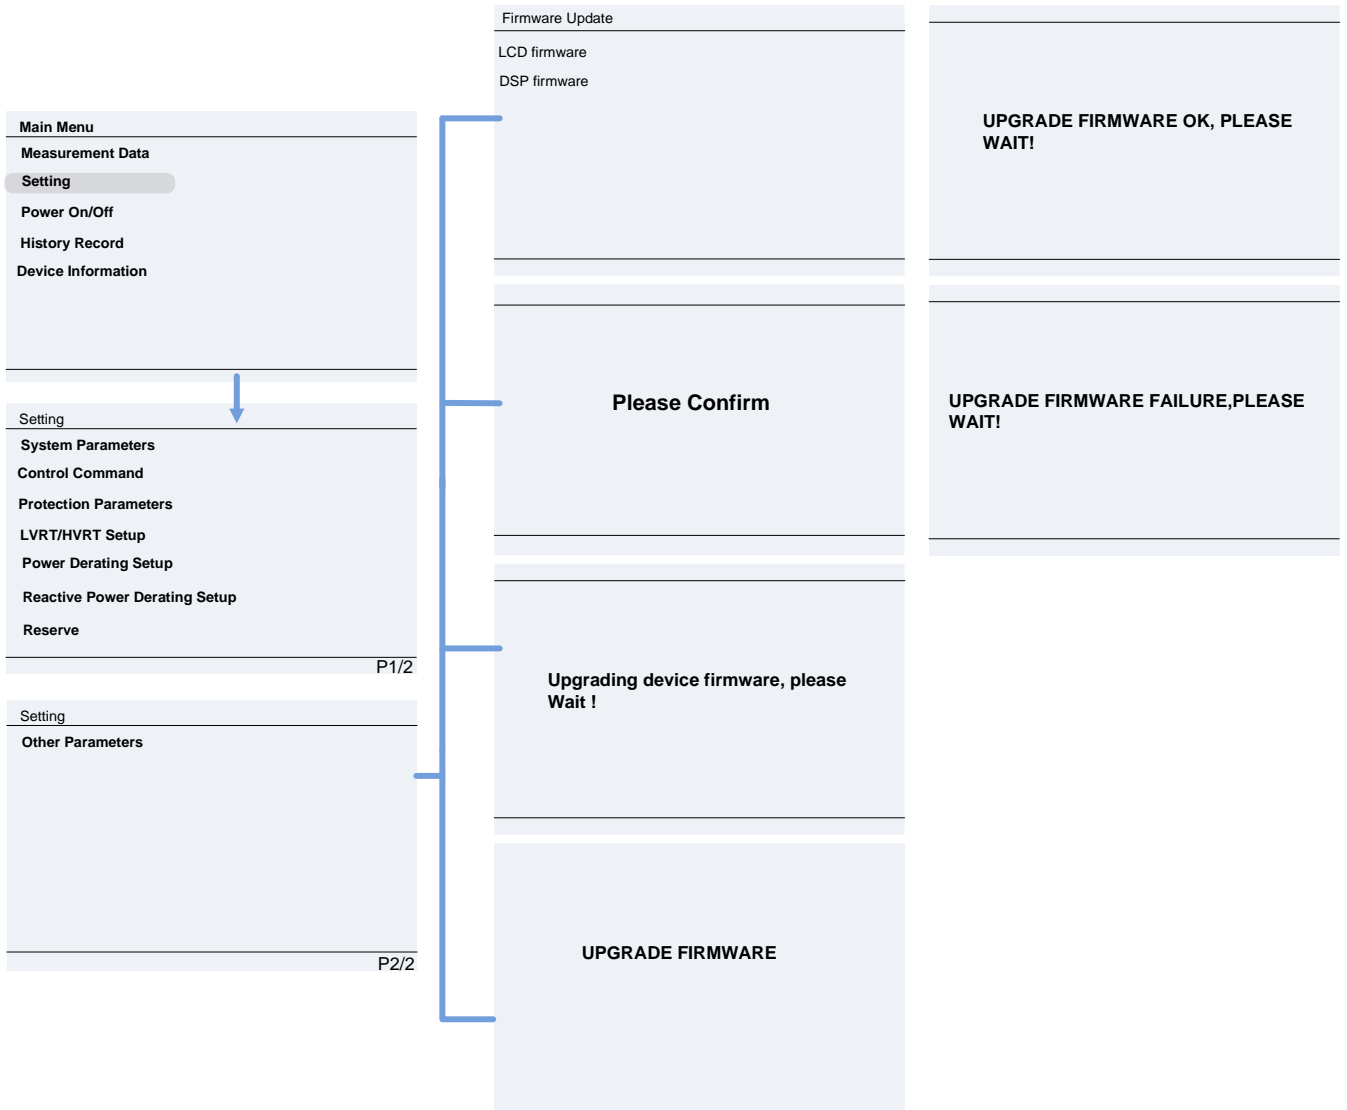 Main Menu
Measurement Data
Setting
Power On/Off
History Record
Device Information
Setting
System Parameters
Control Command
Protection Parameters
LVRT/HVRT Setup
Power Derating Setup
Reactive Power Derating Setup
Reserve
P1/2
Setting
Other Parameters
P2/2
Firmware Update
LCD firmware
DSP firmware
Please Confirm
Upgrading device firmware, please
Wait !
UPGRADE FIRMWARE
UPGRADE FIRMWARE OK, PLEASE
WAIT!
UPGRADE FIRMWARE FAILURE,PLEASE
WAIT!